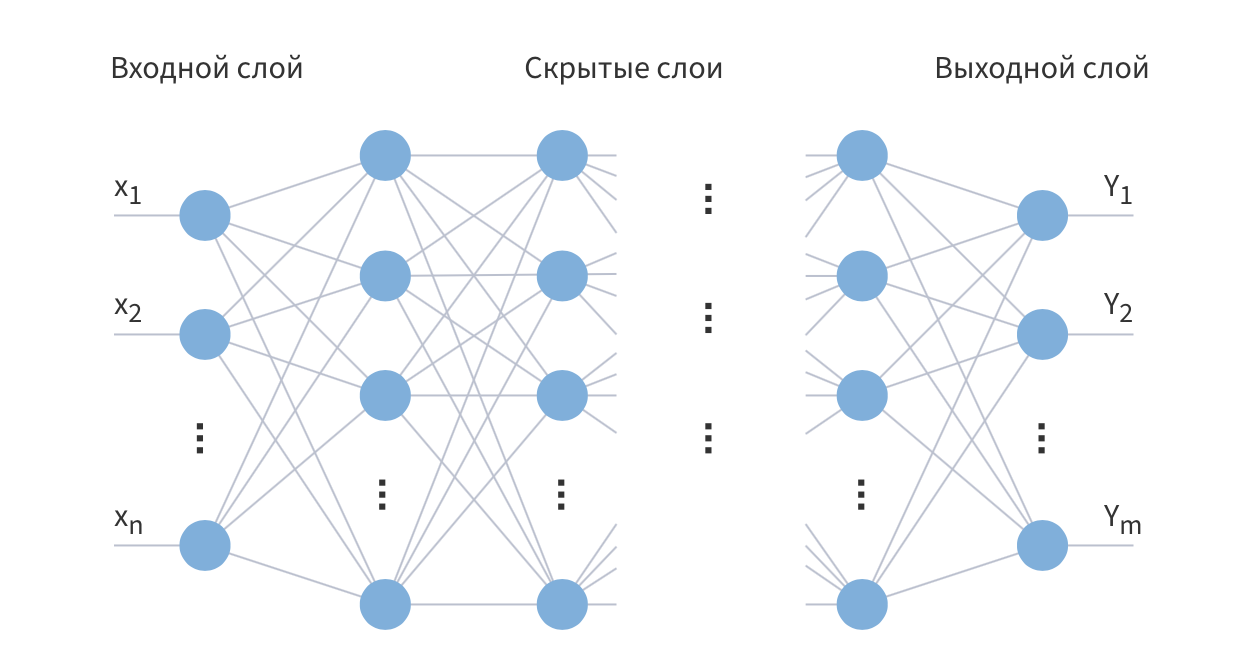 Входной слой
Скрытые слои
Выходной слой
x1
Y1
x2
Y2
xn
Ym